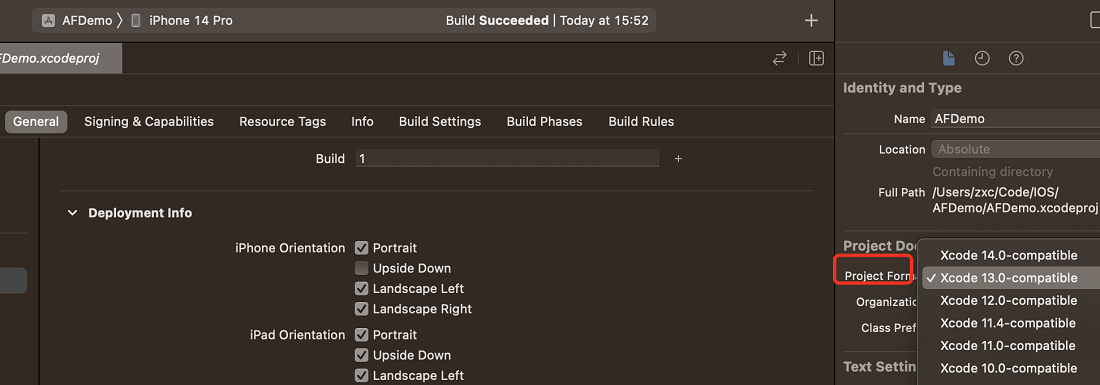 AFDemo 〉 iPhone 14 Pro
Build Succeeded | Today at 15:52
FDemo.xcodeproj
General
Signing & Capabilities
Resource Tags
Info
Build Settings
Build Phases
Build Rules
Build
1
Deployment Info
iPhone Orientation
Portrait
Upside Down
Landscape Left
Landscape Right
iPad Orientation
Portrait
Upside Down
Landscape Left
Identity and Type
Name
AFDemo
Location
Absolute
Containing directory
Full Path
/Users/zxc/Code/IOS/
AFDemo/AFDemo.xcodeproj
Project Doc
Project Forma
Organizatio
Class Pref
Text Settin
Xcode 14.0-compatible
Xcode 13.0-compatible
Xcode 12.0-compatible
Xcode 11.4-compatible
Xcode 11.0-compatible
Xcode 10.0-compatible